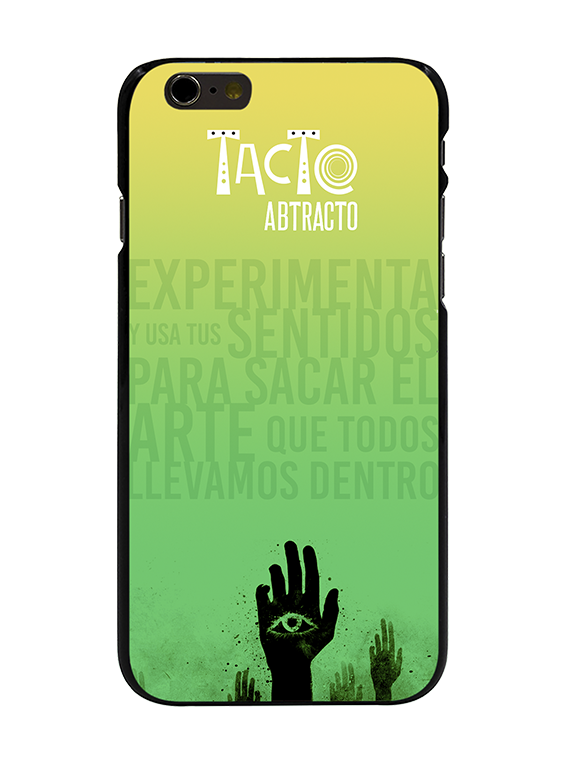 TACTO
ABTRACTO
EXPERIMENTA
Y USA TUS SENTIDOS
PARA SACAR EL
ARTE QUE TODOS
LLEVAMOS DENTRO